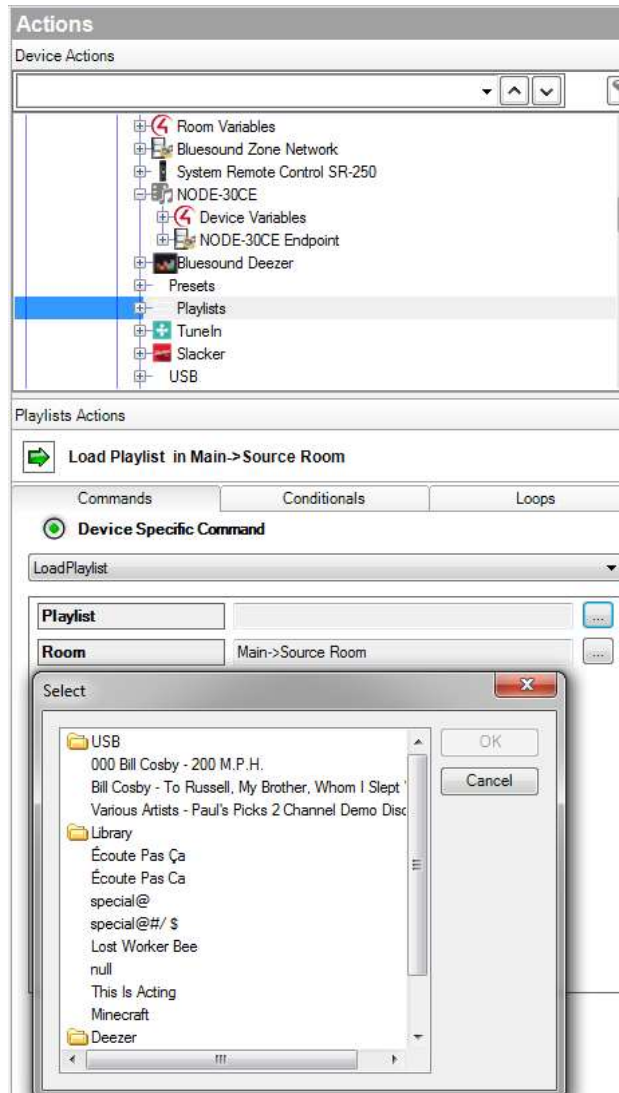 Actions
Device Actions
Room Variables
Bluesound Zone Network
System Remote Control SR-250
NODE-30CE
Device Variables
NODE-30CE Endpoint
Bluesound Deezer
Presets
Playlists
TuneIn
Slacker
USB
Playlists Actions
Load Playlist in Main->Source Room
Commands Conditionals Loops
Device Specific Command
LoadPlaylist
Playlist ...
Room Main->Source Room ...
Select
USB OK
000 Bill Cosby - 200 M.P.H.
Bill Cosby - To Russell, My Brother, Whom I Slept Cancel
Various Artists - Paul's Picks 2 Channel Demo Disc
Library
Écoute Pas Ça
Écoute Pas Ca
special@
special@#/ $
Lost Worker Bee
null
This Is Acting
Minecraft
Deezer